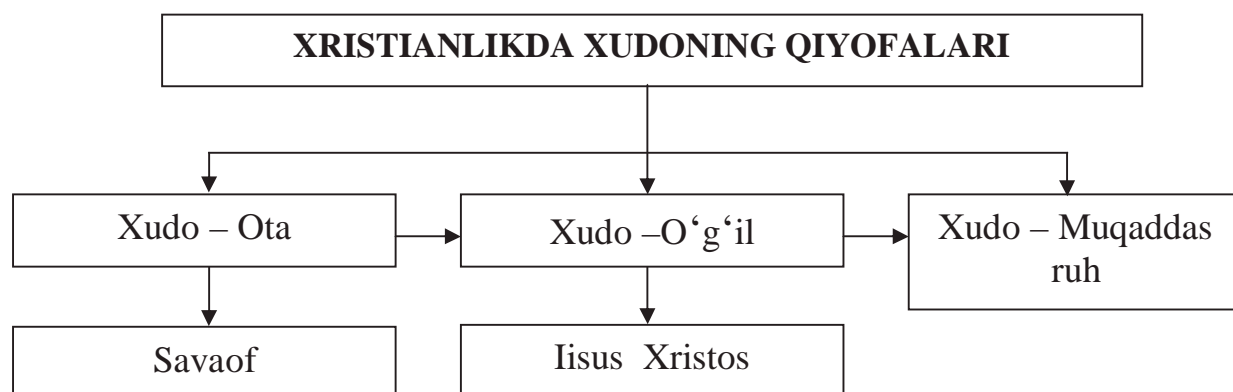 XRISTIANLIKDA XUDONING QIYOFALARI
Xudo – Ota
Xudo –O‘g‘il
Xudo – Muqaddas
ruh
Savaof
Iisus Xristos